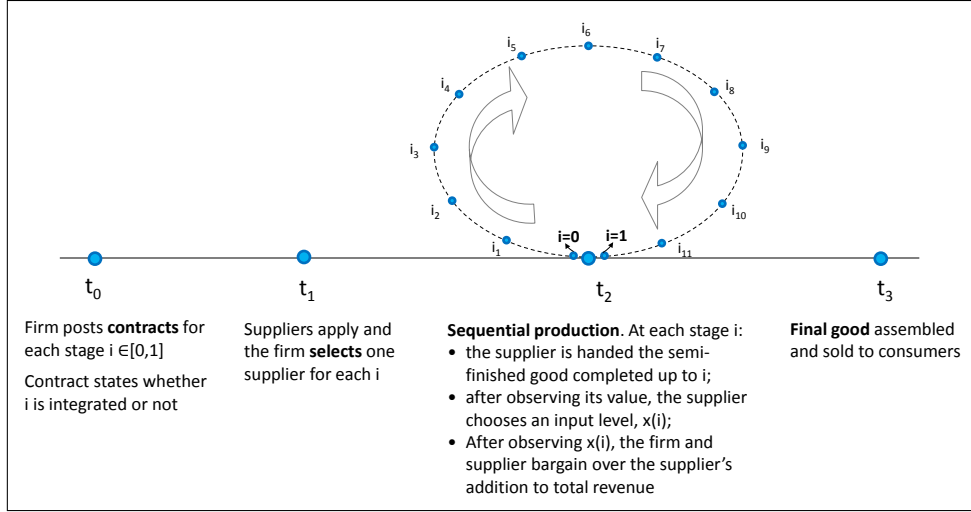 i₆
i₅
i₇
i₄
i₈
i₃
i₉
i₂
i₁₀
i₁
i=0
i=1
i₁₁
t₀
t₁
t₂
t₃
Firm posts contracts for
each stage i ∈[0,1]
Contract states whether
i is integrated or not
Suppliers apply and
the firm selects one
supplier for each i
Sequential production. At each stage i:
• the supplier is handed the semi-
finished good completed up to i;
• after observing its value, the supplier
chooses an input level, x(i);
• After observing x(i), the firm and
supplier bargain over the supplier's
addition to total revenue
Final good assembled
and sold to consumers